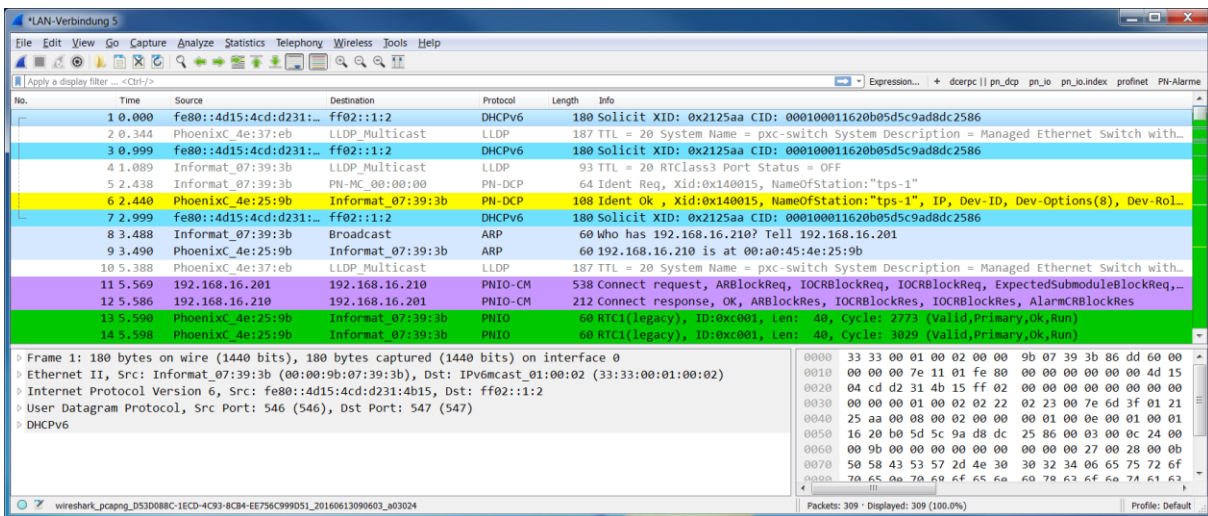 *LAN-Verbindung 5
File Edit View Go Capture Analyze Statistics Telephony Wireless Tools Help
Apply a display filter ... <Ctrl-/> Expression... + dcerpc || pn_dcp pn_io pn_io.index profinet PN-Alarme
No. Time Source Destination Protocol Length Info
1 0.000 fe80::4d15:4cd:d231:… ff02::1:2 DHCPv6 180 Solicit XID: 0x2125aa CID: 000100011620b05d5c9ad8dc2586
2 0.344 PhoenixC_4e:37:eb LLDP_Multicast LLDP 187 TTL = 20 System Name = pxc-switch System Description = Managed Ethernet Switch with…
3 0.999 fe80::4d15:4cd:d231:… ff02::1:2 DHCPv6 180 Solicit XID: 0x2125aa CID: 000100011620b05d5c9ad8dc2586
4 1.089 Informat_07:39:3b LLDP_Multicast LLDP 93 TTL = 20 RTClass3 Port Status = OFF
5 2.438 Informat_07:39:3b PN-MC_00:00:00 PN-DCP 64 Ident Req, Xid:0x140015, NameOfStation:"tps-1"
6 2.440 PhoenixC_4e:25:9b Informat_07:39:3b PN-DCP 108 Ident Ok , Xid:0x140015, NameOfStation:"tps-1", IP, Dev-ID, Dev-Options(8), Dev-Rol…
7 2.999 fe80::4d15:4cd:d231:… ff02::1:2 DHCPv6 180 Solicit XID: 0x2125aa CID: 000100011620b05d5c9ad8dc2586
8 3.488 Informat_07:39:3b Broadcast ARP 60 Who has 192.168.16.210? Tell 192.168.16.201
9 3.490 PhoenixC_4e:25:9b Informat_07:39:3b ARP 60 192.168.16.210 is at 00:a0:45:4e:25:9b
10 5.388 PhoenixC_4e:37:eb LLDP_Multicast LLDP 187 TTL = 20 System Name = pxc-switch System Description = Managed Ethernet Switch with…
11 5.569 192.168.16.201 192.168.16.210 PNIO-CM 538 Connect request, ARBlockReq, IOCRBlockReq, IOCRBlockReq, ExpectedSubmoduleBlockReq,…
12 5.586 192.168.16.210 192.168.16.201 PNIO-CM 212 Connect response, OK, ARBlockRes, IOCRBlockRes, IOCRBlockRes, AlarmCRBlockRes
13 5.590 PhoenixC_4e:25:9b Informat_07:39:3b PNIO 60 RTC1(legacy), ID:0xc001, Len: 40, Cycle: 2773 (Valid,Primary,Ok,Run)
14 5.598 PhoenixC_4e:25:9b Informat_07:39:3b PNIO 60 RTC1(legacy), ID:0xc001, Len: 40, Cycle: 3029 (Valid,Primary,Ok,Run)
Frame 1: 180 bytes on wire (1440 bits), 180 bytes captured (1440 bits) on interface 0
Ethernet II, Src: Informat_07:39:3b (00:00:9b:07:39:3b), Dst: IPv6mcast_01:00:02 (33:33:00:01:00:02)
Internet Protocol Version 6, Src: fe80::4d15:4cd:d231:4b15, Dst: ff02::1:2
User Datagram Protocol, Src Port: 546 (546), Dst Port: 547 (547)
DHCPv6
0000 33 33 00 01 00 02 00 00 9b 07 39 3b 86 dd 60 00
0010 00 00 00 7e 11 01 fe 80 00 00 00 00 00 00 4d 15
0020 04 cd d2 31 4b 15 ff 02 00 00 00 00 00 00 00 00
0030 00 00 00 01 00 02 02 22 02 23 00 7e 6d 3f 01 21
0040 25 aa 00 08 00 02 00 00 00 01 00 0e 00 01 00 01
0050 16 20 b0 5d 5c 9a d8 dc 25 86 00 03 00 0c 24 00
0060 00 9b 00 00 00 00 00 00 00 00 00 27 00 28 00 0b
0070 50 58 43 53 57 2d 4e 30 30 32 34 06 65 75 72 6f
0080 70 65 0e 70 68 6f 65 6e 69 78 63 6f 6e 74 61 63
wireshark_pcapng_D53D088C-1ECD-4C93-8CB4-EE756C999D51_20160613090603_a03024 Packets: 309 · Displayed: 309 (100.0%) Profile: Default